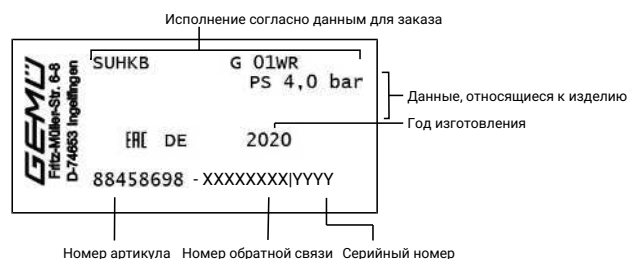 Исполнение согласно данным для заказа
GEMÜ
Fritz-Müller-Str. 6-8
D-74653 Ingelfingen
SUHKB G 01WR
PS 4,0 bar
Данные, относящиеся к изделию
Год изготовления
EAC DE 2020
88458698 - XXXXXXXX|YYYY
Номер артикула Номер обратной связи Серийный номер